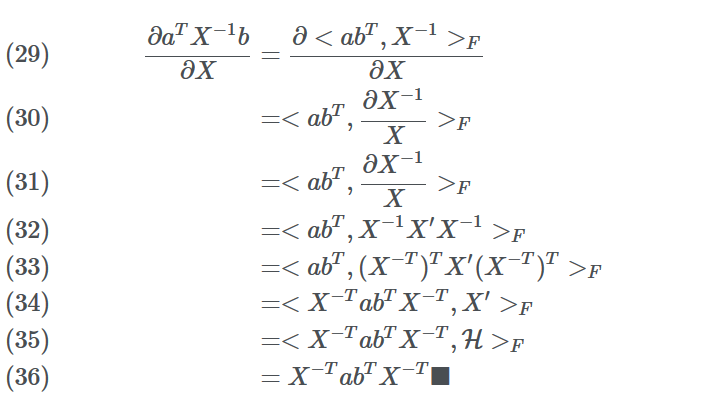 (29) ∂a^T X^{-1}b / ∂X = ∂ < ab^T, X^{-1} >_F / ∂X
(30) =< ab^T, ∂X^{-1} / X >_F
(31) =< ab^T, ∂X^{-1} / X >_F
(32) =< ab^T, X^{-1}X′X^{-1} >_F
(33) =< ab^T, (X^{-T})^T X′(X^{-T})^T >_F
(34) =< X^{-T}ab^T X^{-T}, X′ >_F
(35) =< X^{-T}ab^T X^{-T}, ℋ >_F
(36) = X^{-T}ab^T X^{-T}■